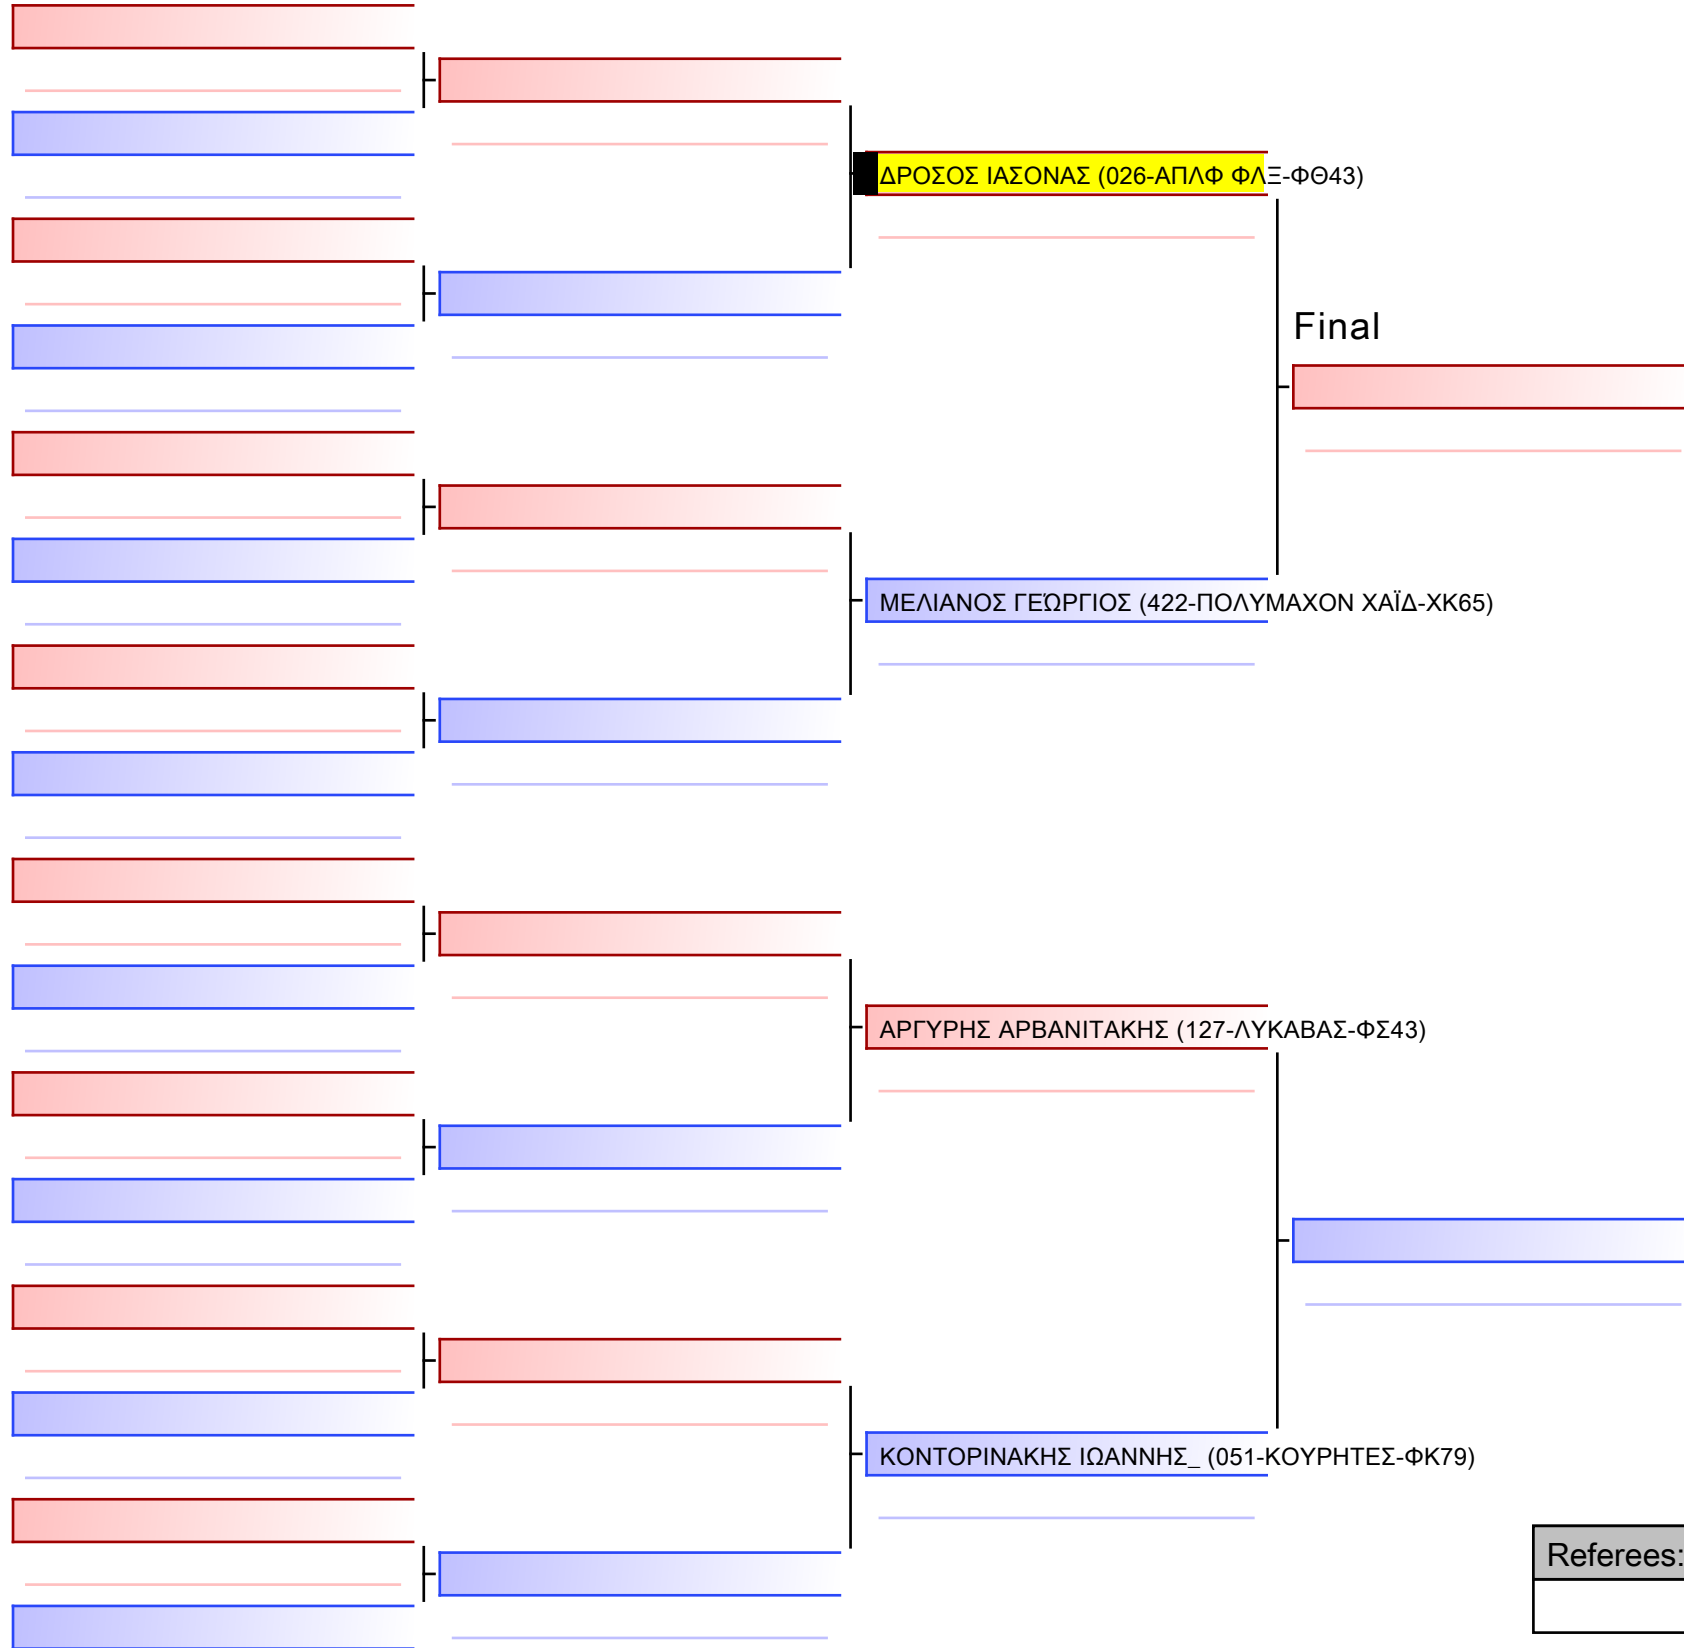 ΔΡΟΣΟΣ ΙΑΣΟΝΑΣ (026-ΑΠΛΦ ΦΛΞ-ΦΘ43)
Final
ΜΕΛΙΑΝΟΣ ΓΕΏΡΓΙΟΣ (422-ΠΟΛΥΜΑΧΟΝ ΧΑΪΔ-ΧΚ65)
ΑΡΓΥΡΗΣ ΑΡΒΑΝΙΤΑΚΗΣ (127-ΛΥΚΑΒΑΣ-ΦΣ43)
ΚΟΝΤΟΡΙΝΑΚΗΣ ΙΩΑΝΝΗΣ_ (051-ΚΟΥΡΗΤΕΣ-ΦΚ79)
Referees: